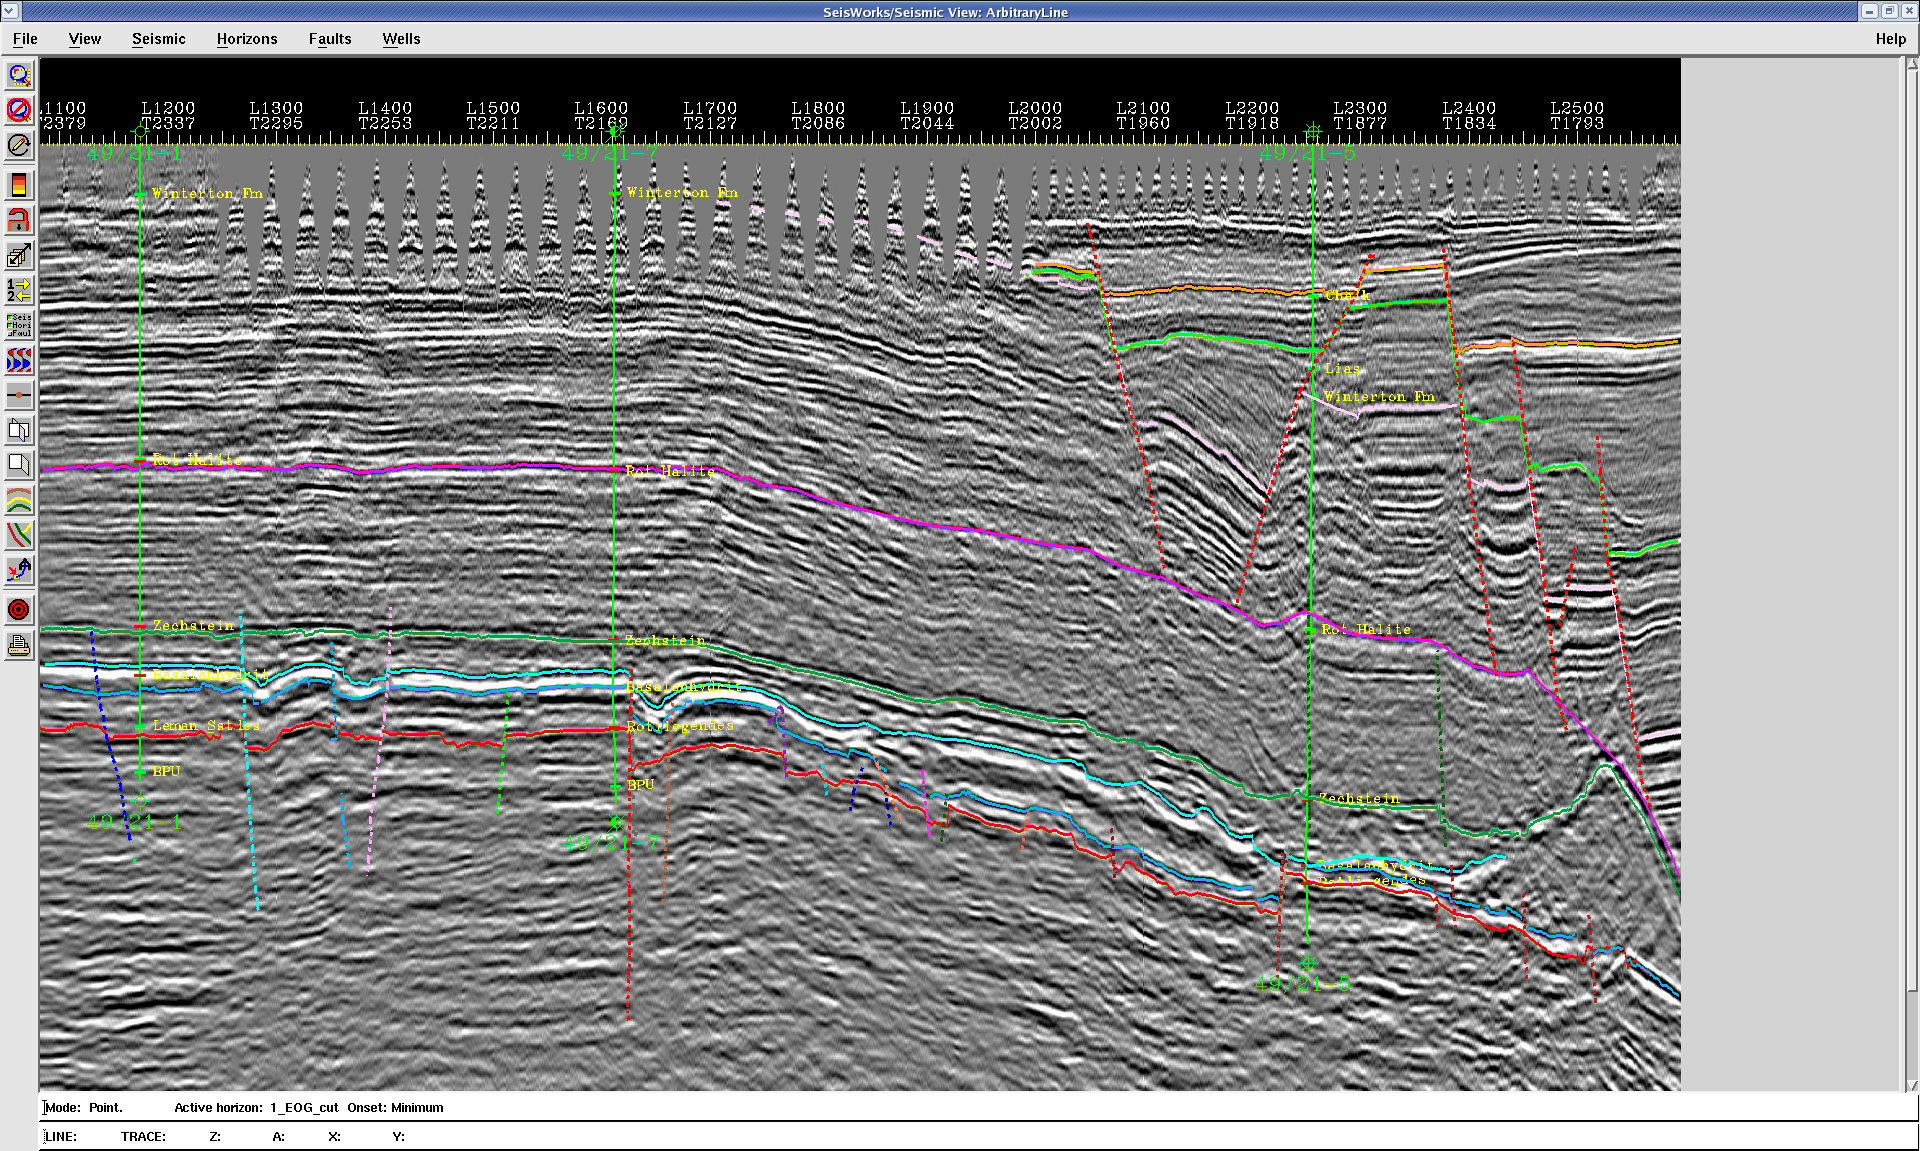 SeisWorks/Seismic View: ArbitraryLine
File View Seismic Horizons Faults Wells Help
1100 L1200 L1300 L1400 L1500 L1600 L1700 L1800 L1900 L2000 L2100 L2200 L2300 L2400 L2500
T2379 T2337 T2295 T2253 T2211 T2169 T2127 T2086 T2044 T2002 T1960 T1918 T1877 T1834 T1793
49/21-1 49/21-7 49/21-5
Winterton Fm Winterton Fm
Chalk
Lias
Winterton Fm
Rot Halite Rot Halite
Zechstein Zechstein Rot Halite
Basalanhydrit Basalanhydrit
Leman Sstles Rotliegendes
BPU BPU Zechstein
49/21-1 49/21-7
Basalanhydrit
Rotliegendes
49/21-5
Mode: Point. Active horizon: 1_EOG_cut Onset: Minimum
LINE: TRACE: Z: A: X: Y: